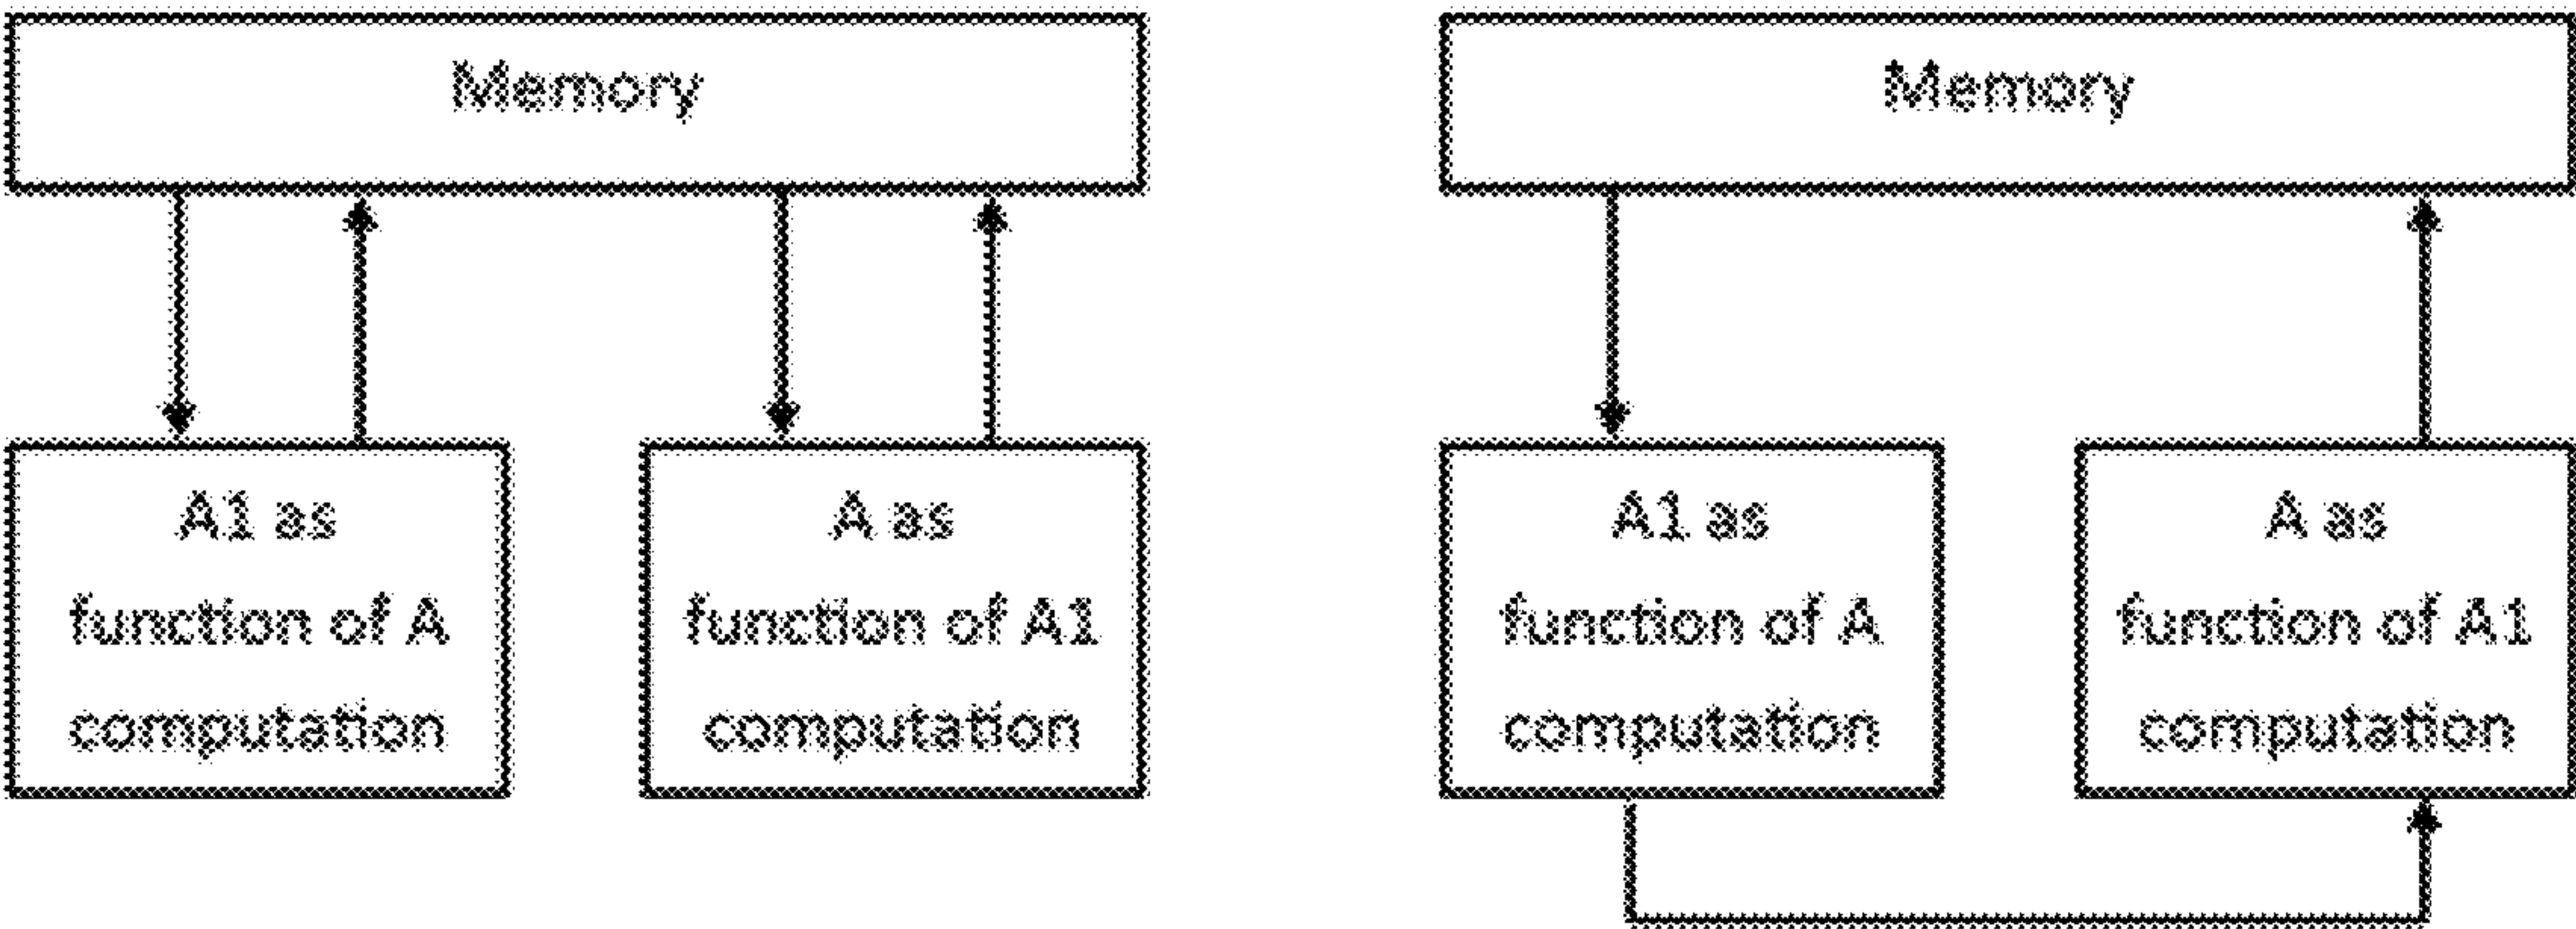 Memory
A1 as
function of A
computation
A as
function of A1
computation
Memory
A1 as
function of A
computation
A as
function of A1
computation